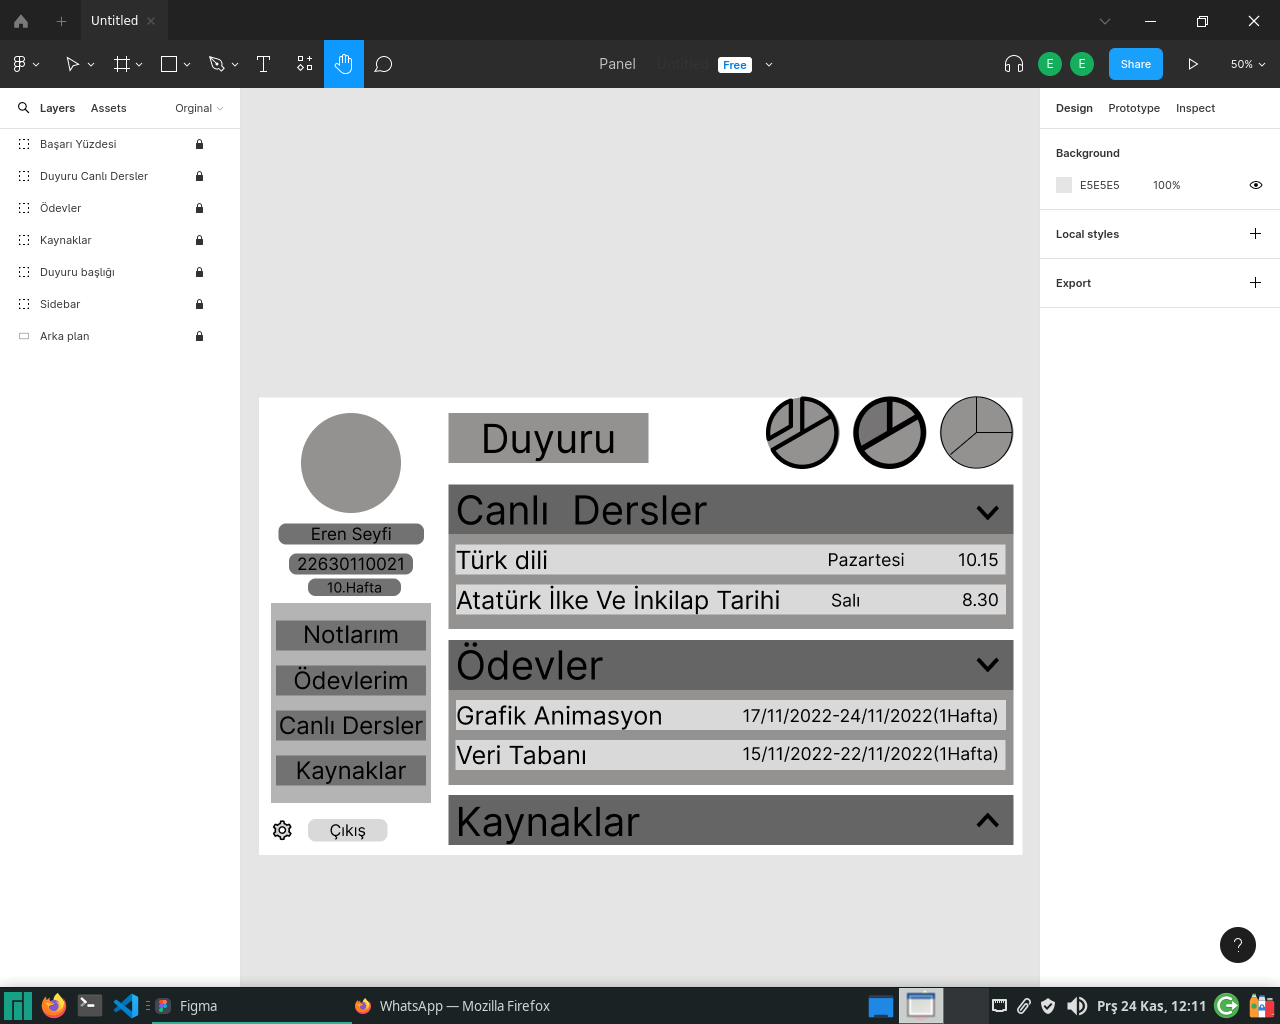 Untitled
Panel Untitled Free
E E Share 50%
Layers Assets Orginal
Başarı Yüzdesi
Duyuru Canlı Dersler
Ödevler
Kaynaklar
Duyuru başlığı
Sidebar
Arka plan
Design Prototype Inspect
Background
E5E5E5 100%
Local styles
Export
Eren Seyfi
22630110021
10.Hafta
Notlarım
Ödevlerim
Canlı Dersler
Kaynaklar
Çıkış
Duyuru
Canlı Dersler
Türk dili Pazartesi 10.15
Atatürk İlke Ve İnkilap Tarihi Salı 8.30
Ödevler
Grafik Animasyon 17/11/2022-24/11/2022(1Hafta)
Veri Tabanı 15/11/2022-22/11/2022(1Hafta)
Kaynaklar
?
Figma
WhatsApp — Mozilla Firefox
Prş 24 Kas, 12:11